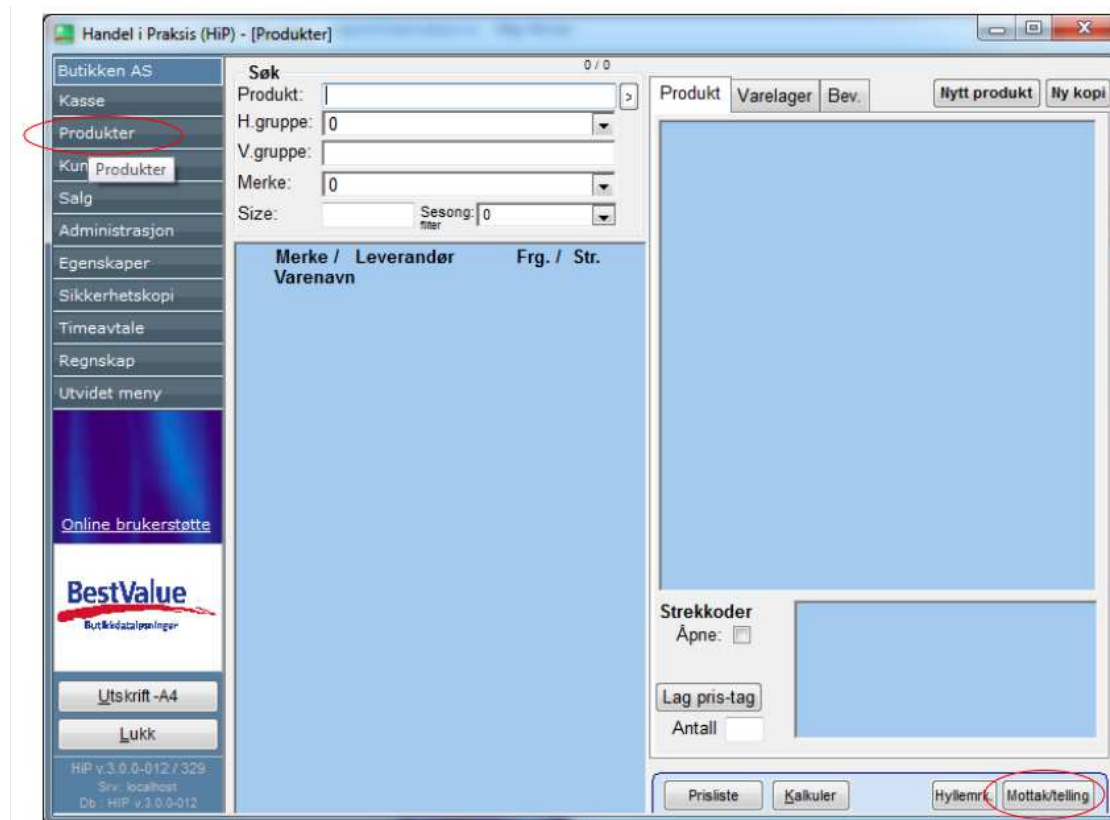 Handel i Praksis (HiP) - [Produkter]
Butikken AS
Kasse
Produkter
Kun
Produkter
Salg
Administrasjon
Egenskaper
Sikkerhetskopi
Timeavtale
Regnskap
Utvidet meny
Online brukerstøtte
BestValue
Butikkdataløsninger
Utskrift -A4
Lukk
HiP v.3.0.0-012 / 329
Srv: localhost
Db : HIP v.3.0.0-012
Søk
0 / 0
Produkt:
>
H.gruppe: 0
V.gruppe:
Merke: 0
Size:
Sesong: 0
filter
Merke / Leverandør Frg. / Str.
Varenavn
Produkt Varelager Bev.
Nytt produkt Ny kopi
Strekkoder
Åpne:
Lag pris-tag
Antall
Prisliste Kalkuler Hyllemrk. Mottak/telling